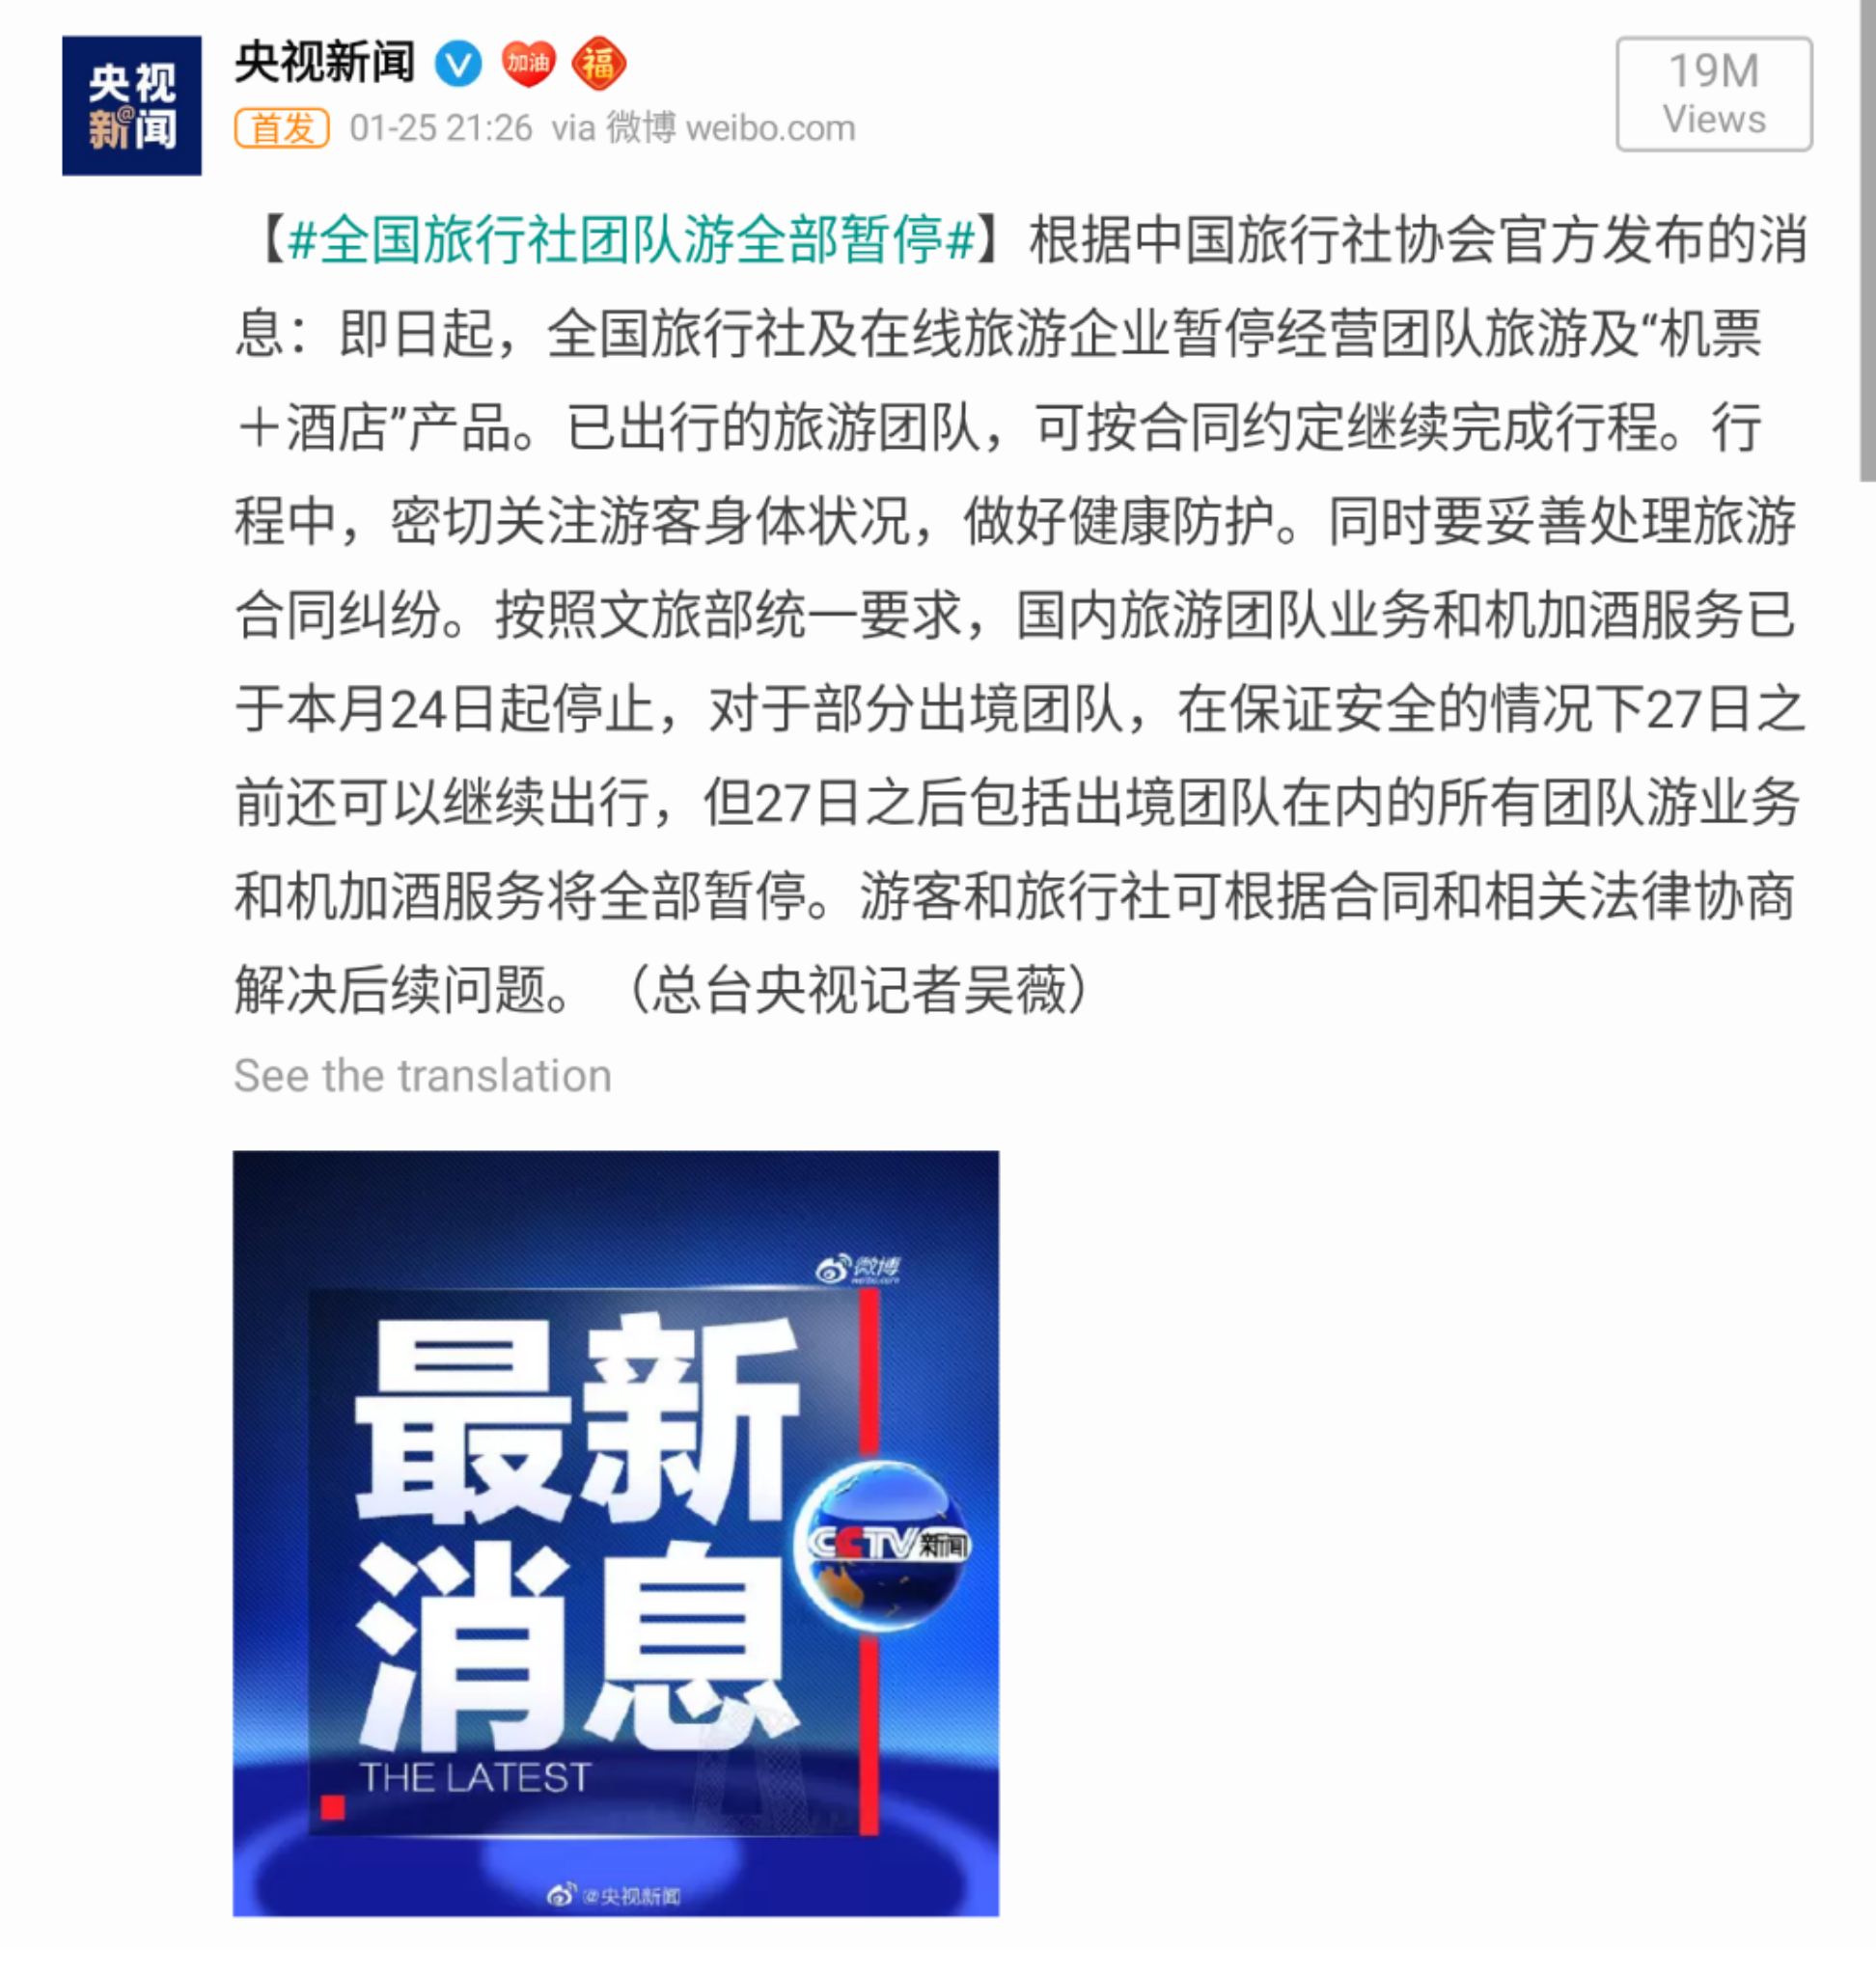 央视
新@闻
央视新闻 V 加油 福
首发 01-25 21:26 via 微博 weibo.com
19M
Views
【#全国旅行社团队游全部暂停#】根据中国旅行社协会官方发布的消
息：即日起，全国旅行社及在线旅游企业暂停经营团队旅游及“机票
＋酒店”产品。已出行的旅游团队，可按合同约定继续完成行程。行
程中，密切关注游客身体状况，做好健康防护。同时要妥善处理旅游
合同纠纷。按照文旅部统一要求，国内旅游团队业务和机加酒服务已
于本月24日起停止，对于部分出境团队，在保证安全的情况下27日之
前还可以继续出行，但27日之后包括出境团队在内的所有团队游业务
和机加酒服务将全部暂停。游客和旅行社可根据合同和相关法律协商
解决后续问题。（总台央视记者吴薇）
See the translation
微博
weibo.com
最新
消息
CCTV新闻
THE LATEST
@央视新闻